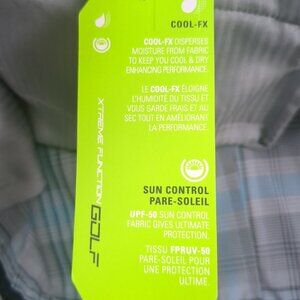 COOL-FX
COOL-FX DISPERSES
MOISTURE FROM FABRIC
TO KEEP YOU COOL & DRY
ENHANCING PERFORMANCE.
LE COOL-FX ÉLOIGNE
L'HUMIDITÉ DU TISSU ET
VOUS GARDE FRAIS ET AU
SEC TOUT EN AMÉLIORANT
LA PERFORMANCE.
XTREME FUNCTION GOLF
SUN CONTROL
PARE-SOLEIL
UPF-50 SUN CONTROL
FABRIC GIVES ULTIMATE
PROTECTION.
TISSU FPRUV-50
PARE-SOLEIL POUR
UNE PROTECTION
ULTIME.